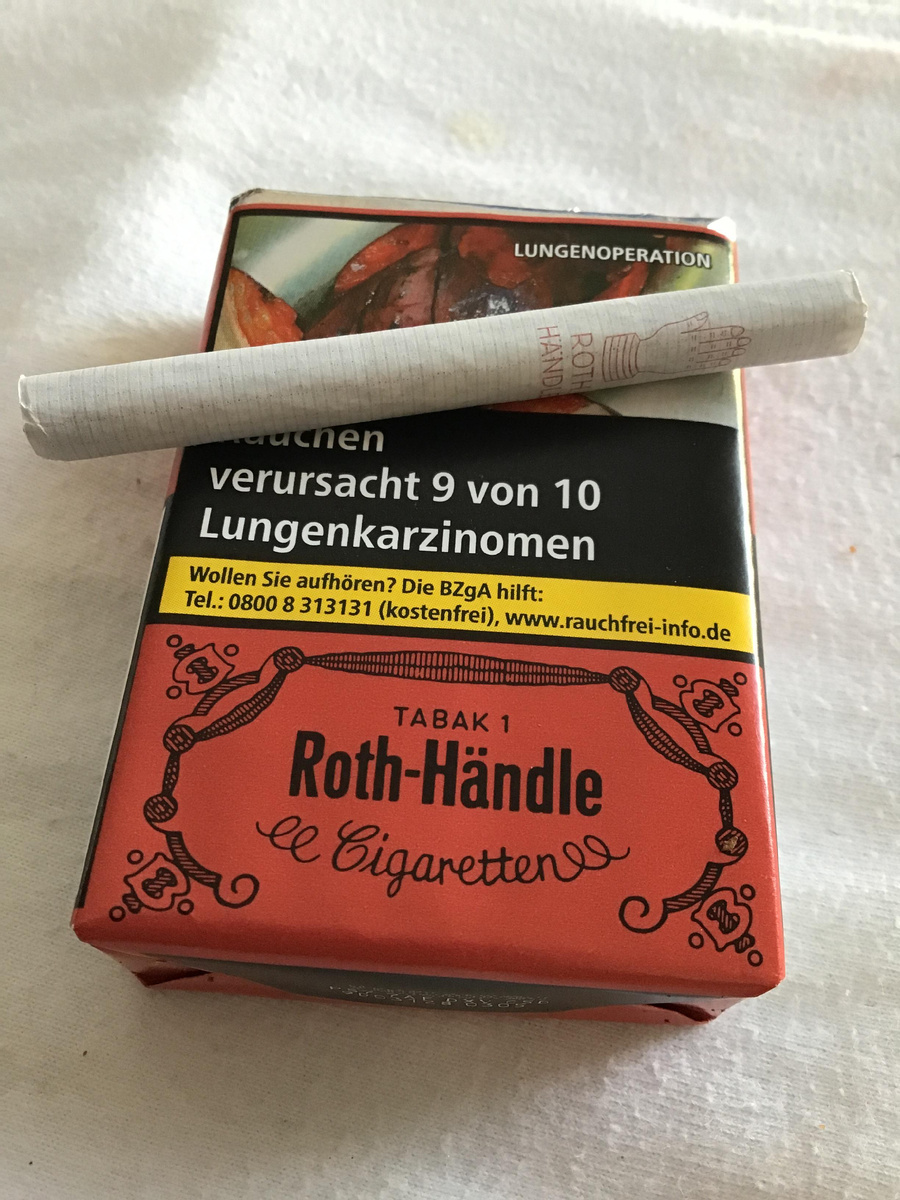 LUNGENOPERATION
ROTH
HÄNDL
verursacht 9 von 10
Lungenkarzinomen
Wollen Sie aufhören? Die BZgA hilft:
Tel.: 0800 8 313131 (kostenfrei), www.rauchfrei-info.de
TABAK 1
Roth-Händle
Cigaretten